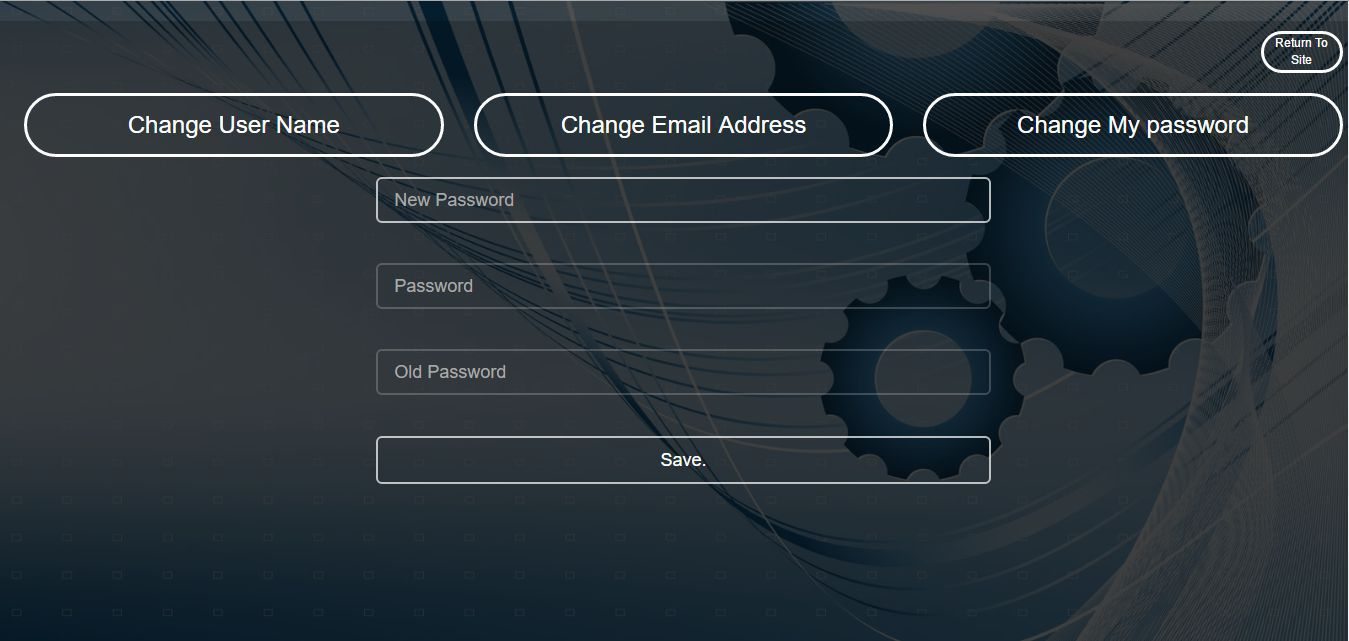 Return To
Site
Change User Name
Change Email Address
Change My password
New Password
Password
Old Password
Save.